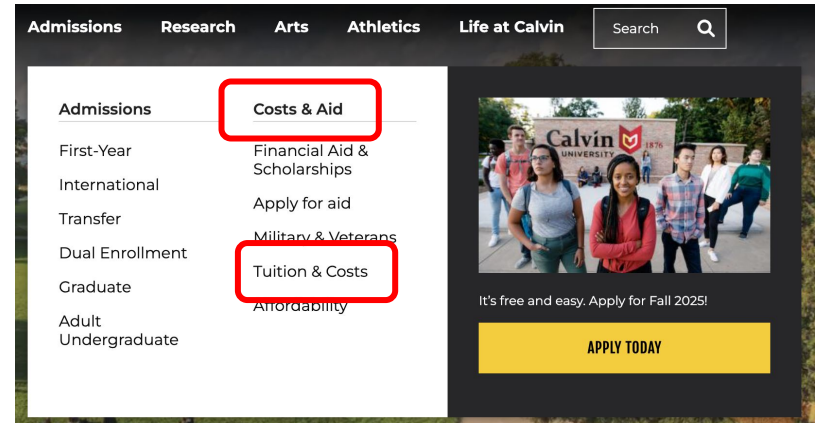 Admissions Research Arts Athletics Life at Calvin Search
Admissions
First-Year
International
Transfer
Dual Enrollment
Graduate
Adult
Undergraduate
Costs & Aid
Financial Aid &
Scholarships
Apply for aid
Military & Veterans
Tuition & Costs
Affordability
Calvin
UNIVERSITY
1876
It's free and easy. Apply for Fall 2025!
APPLY TODAY